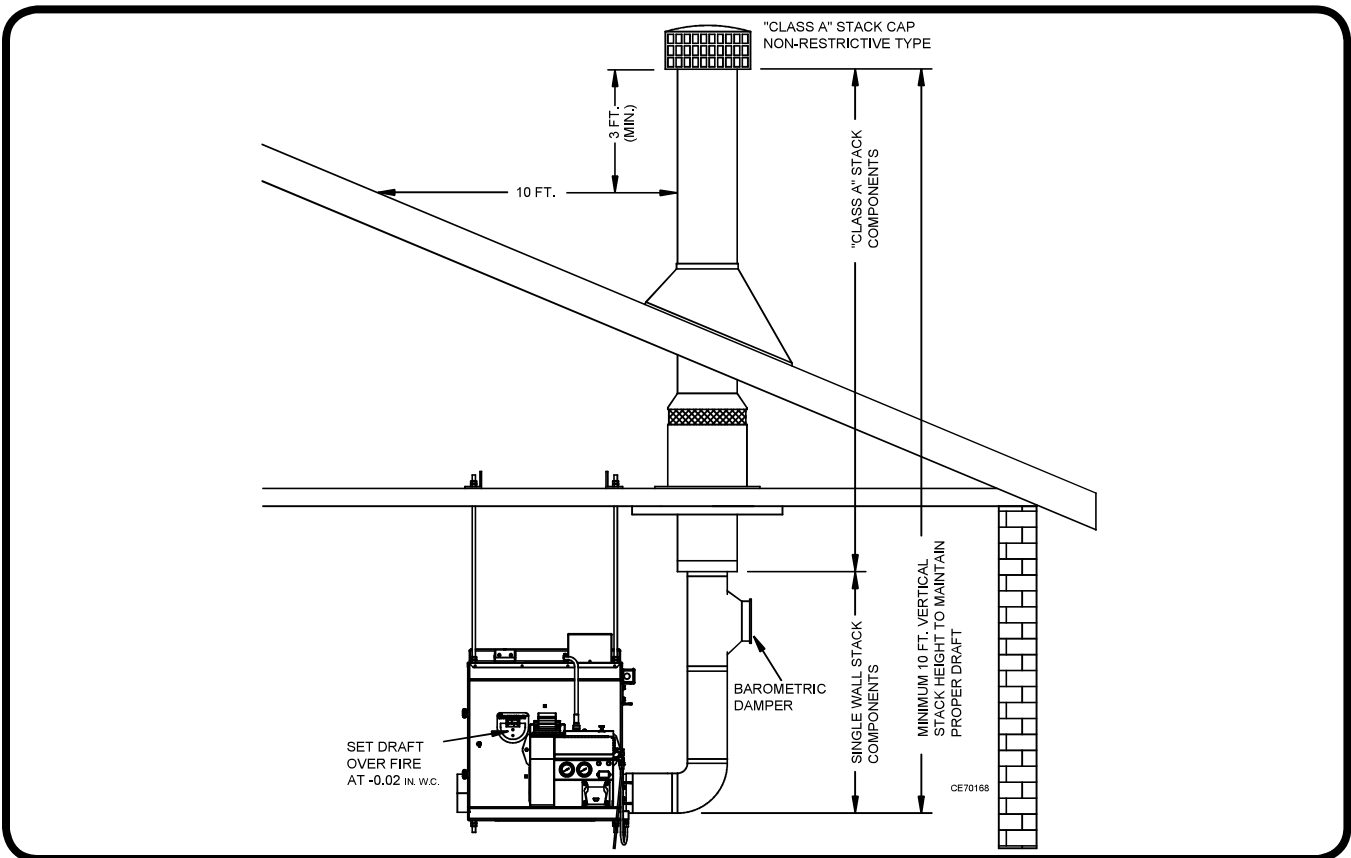 "CLASS A" STACK CAP
NON-RESTRICTIVE TYPE
3 FT.
(MIN.)
10 FT.
"CLASS A" STACK
COMPONENTS
SINGLE WALL STACK
COMPONENTS
MINIMUM 10 FT. VERTICAL
STACK HEIGHT TO MAINTAIN
PROPER DRAFT
BAROMETRIC
DAMPER
SET DRAFT
OVER FIRE
AT -0.02 IN. W.C.
CE70168